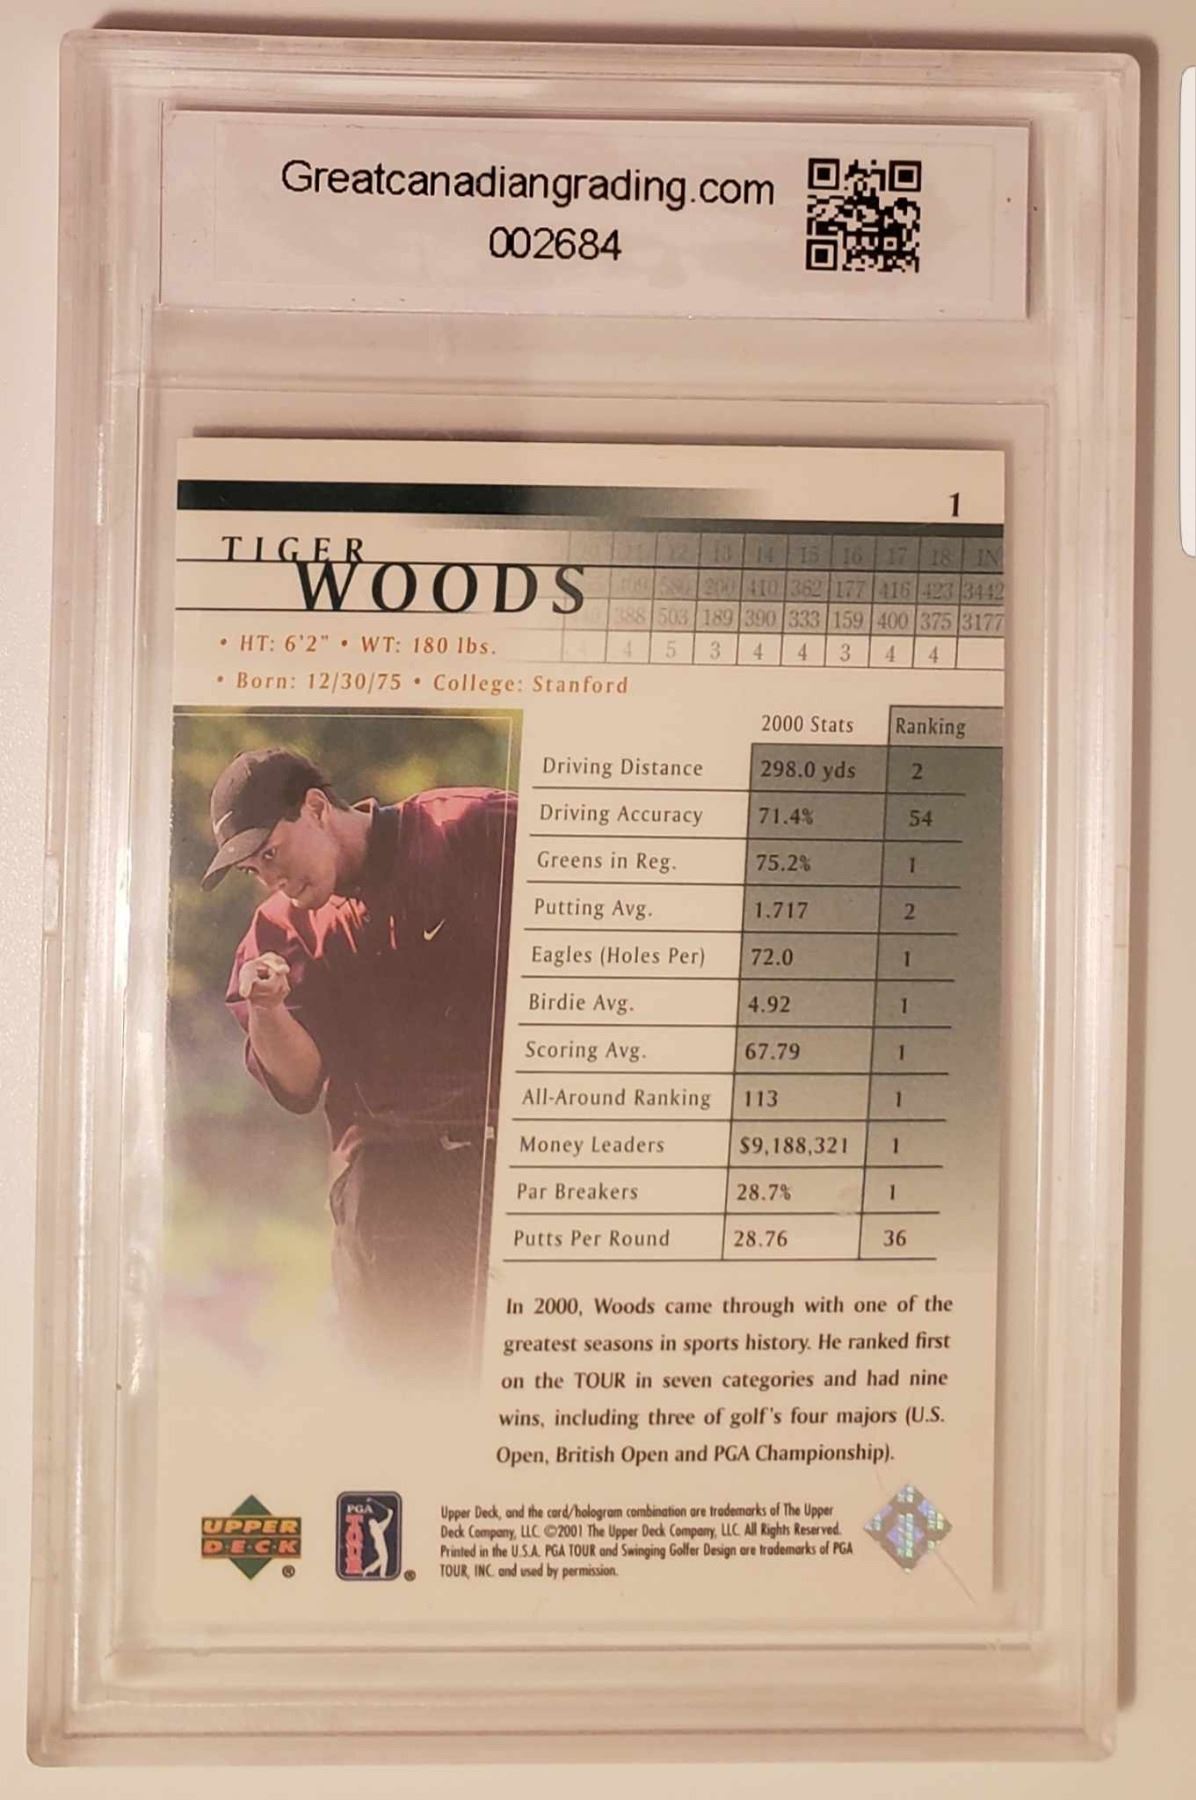 Greatcanadiangrading.com
002684
1
TIGER
WOODS
• HT: 6'2" • WT: 180 lbs.
• Born: 12/30/75 • College: Stanford
12 13 14 15 16 17 18 IN
200 410 362 177 416 423 3442
388 503 189 390 333 159 400 375 3177
4 5 3 4 4 3 4 4
2000 Stats Ranking
Driving Distance 298.0 yds 2
Driving Accuracy 71.4% 54
Greens in Reg. 75.2% 1
Putting Avg. 1.717 2
Eagles (Holes Per) 72.0 1
Birdie Avg. 4.92 1
Scoring Avg. 67.79 1
All-Around Ranking 113 1
Money Leaders $9,188,321 1
Par Breakers 28.7% 1
Putts Per Round 28.76 36
In 2000, Woods came through with one of the
greatest seasons in sports history. He ranked first
on the TOUR in seven categories and had nine
wins, including three of golf's four majors (U.S.
Open, British Open and PGA Championship).
UPPER
D•E•C•K
®
PGA
TOUR
®
Upper Deck, and the card/hologram combination are trademarks of The Upper
Deck Company, LLC. ©2001 The Upper Deck Company, LLC. All Rights Reserved.
Printed in the U.S.A. PGA TOUR and Swinging Golfer Design are trademarks of PGA
TOUR, INC. and used by permission.